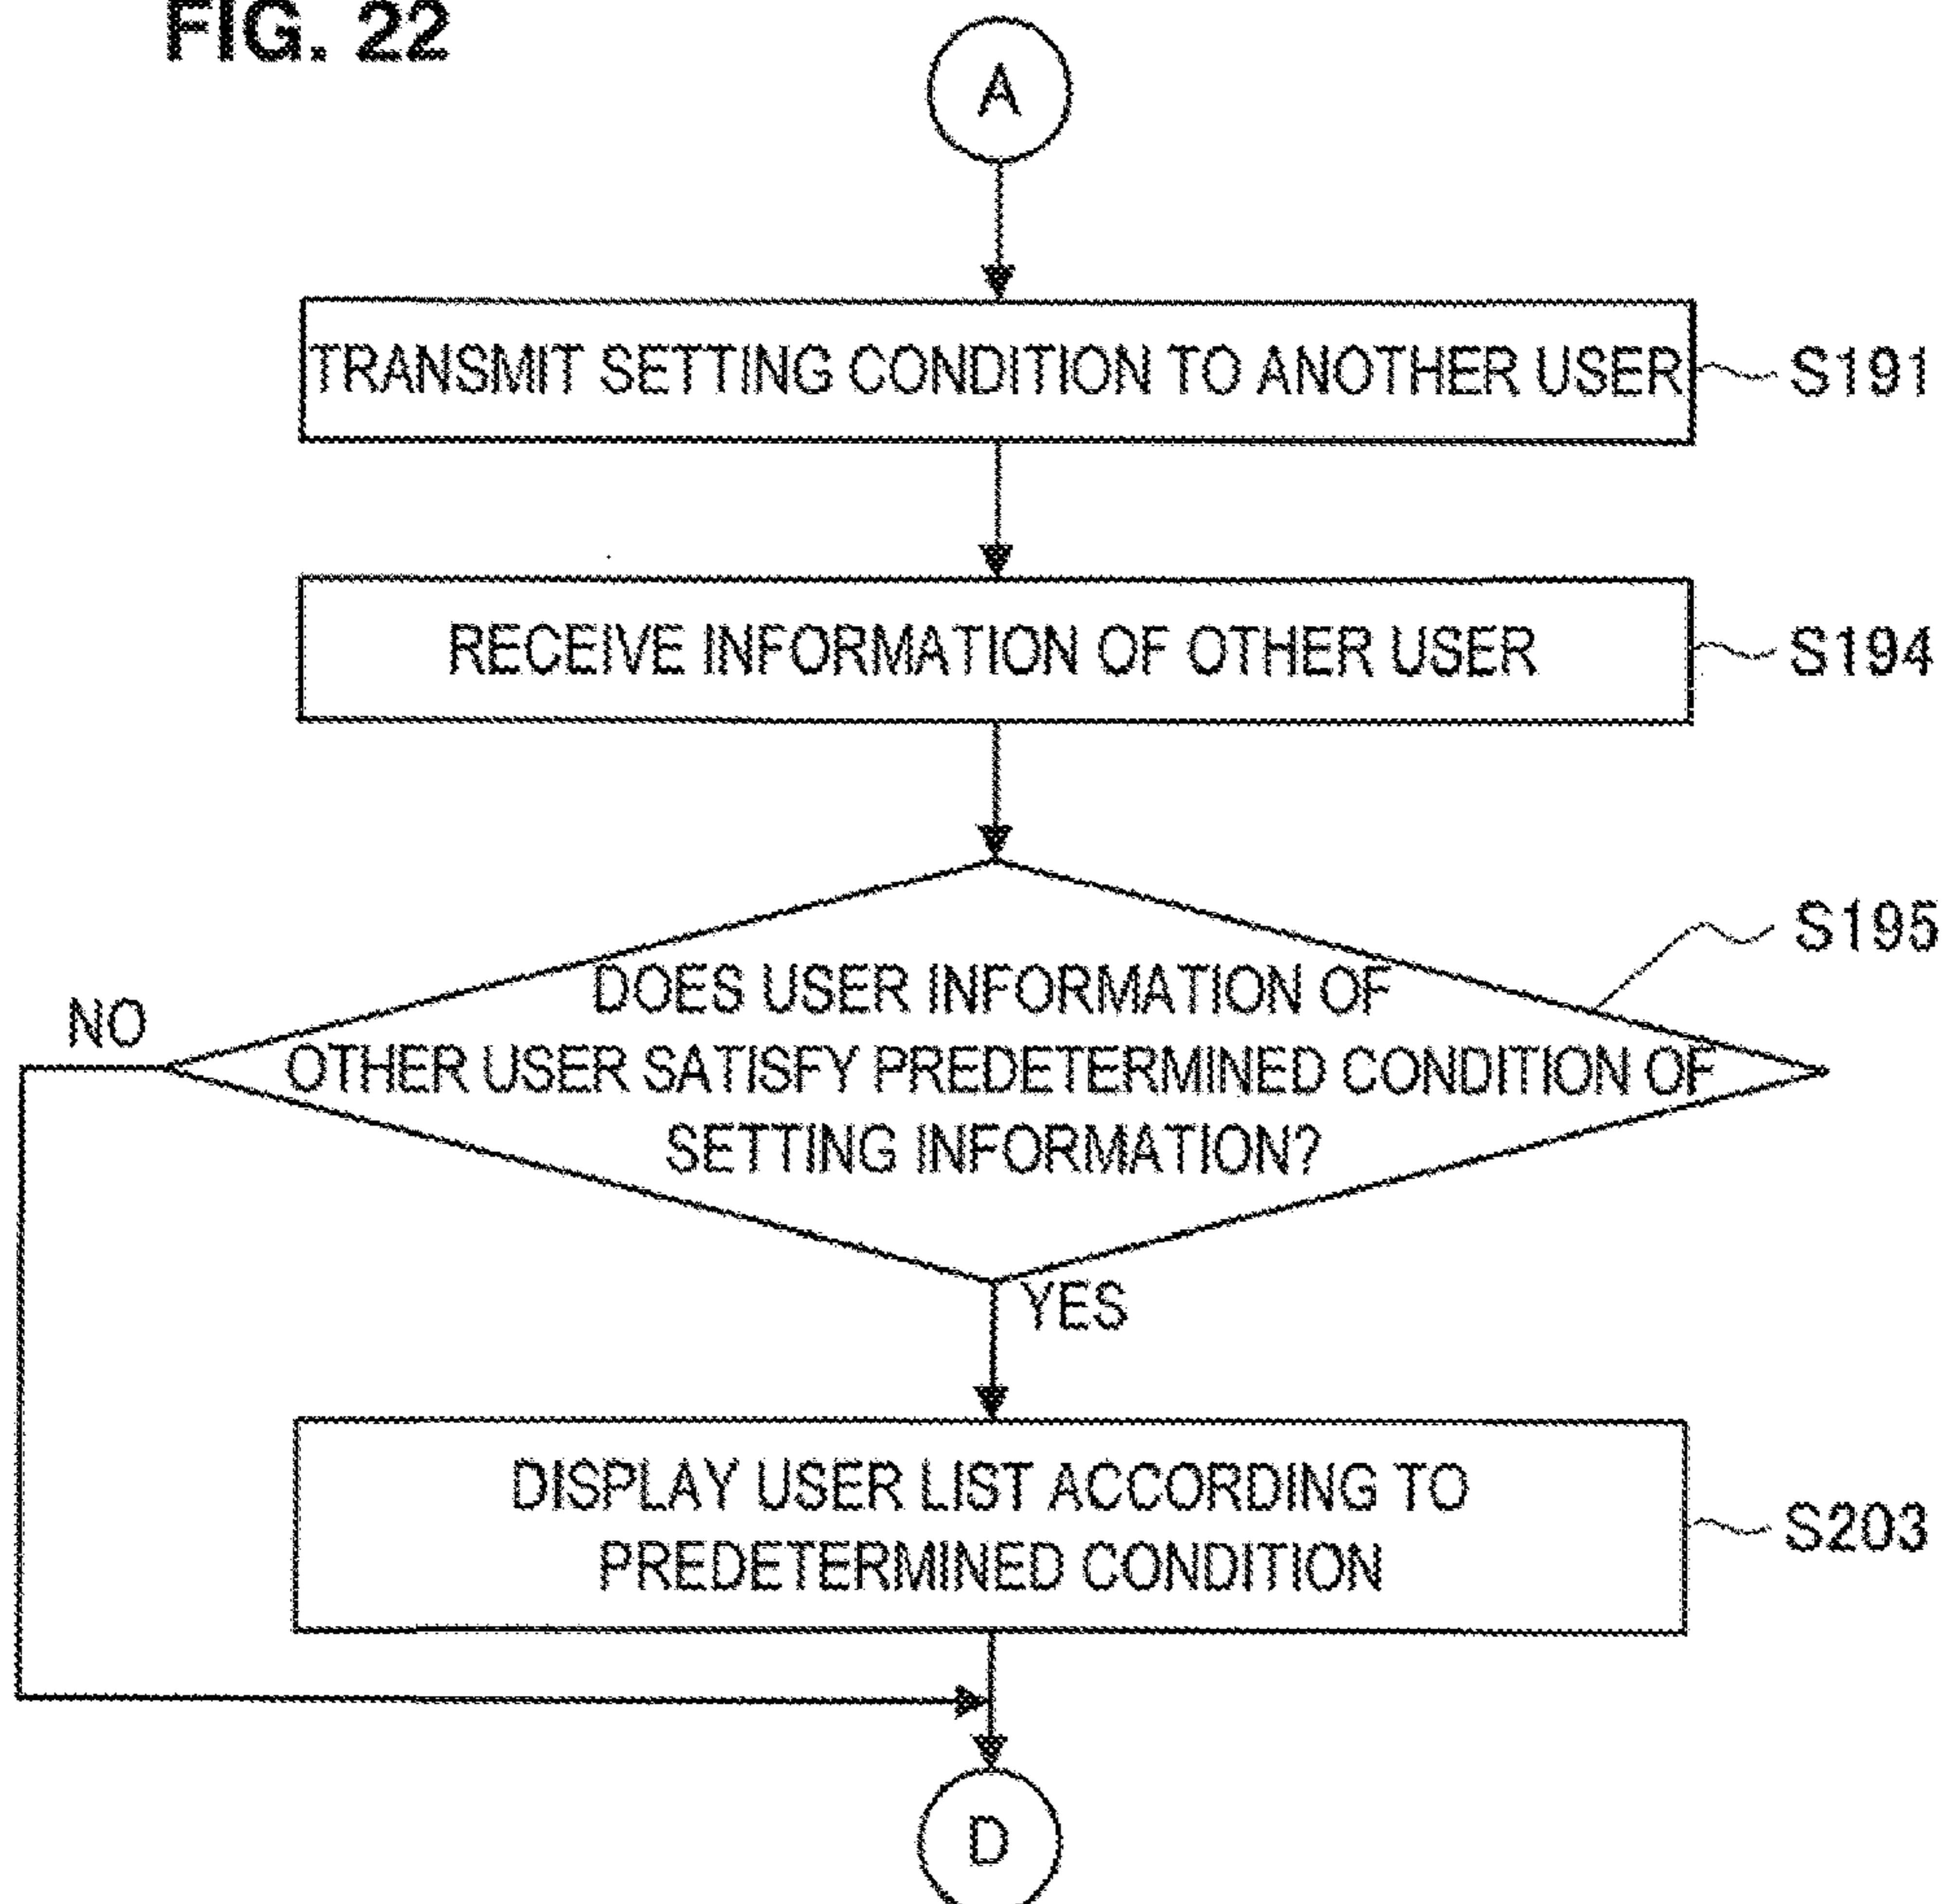 FIG. 22
A
TRANSMIT SETTING CONDITION TO ANOTHER USER
S191
RECEIVE INFORMATION OF OTHER USER
S194
S195
DOES USER INFORMATION OF
NO
OTHER USER SATISFY PREDETERMINED CONDITION OF
SETTING INFORMATION?
YES
DISPLAY USER LIST ACCORDING TO
PREDETERMINED CONDITION
S203
D